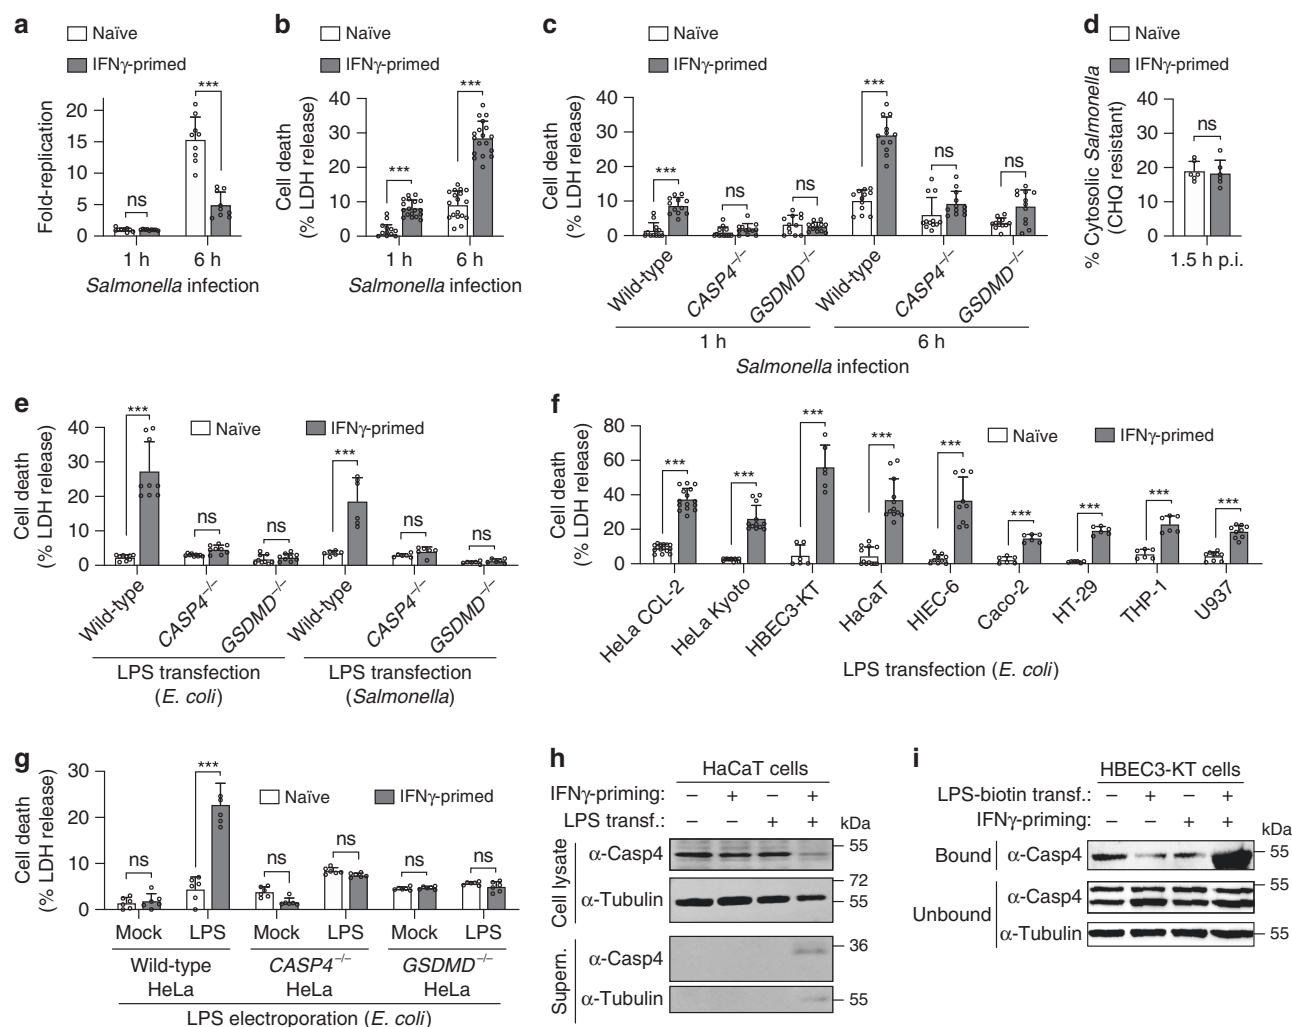 a
Naïve
IFNγ-primed
***
ns
20
15
10
5
0
Fold-replication
1 h
6 h
Salmonella infection
b
Naïve
IFNγ-primed
***
***
40
30
20
10
0
Cell death
(% LDH release)
1 h
6 h
Salmonella infection
c
Naïve
IFNγ-primed
***
***
ns
ns
ns
ns
40
30
20
10
0
Cell death
(% LDH release)
Wild-type
CASP4–/–
GSDMD–/–
Wild-type
CASP4–/–
GSDMD–/–
1 h
6 h
Salmonella infection
d
Naïve
IFNγ-primed
ns
40
30
20
10
0
% Cytosolic Salmonella
(CHQ resistant)
1.5 h p.i.
e
Naïve
IFNγ-primed
***
ns
ns
***
ns
ns
40
30
20
10
0
Cell death
(% LDH release)
Wild-type
CASP4–/–
GSDMD–/–
Wild-type
CASP4–/–
GSDMD–/–
LPS transfection
(E. coli)
LPS transfection
(Salmonella)
f
Naïve
IFNγ-primed
***
***
***
***
***
***
***
***
***
80
60
40
20
0
Cell death
(% LDH release)
HeLa CCL-2
HeLa Kyoto
HBEC3-KT
HaCaT
HIEC-6
Caco-2
HT-29
THP-1
U937
LPS transfection (E. coli)
g
Naïve
IFNγ-primed
ns
***
ns
ns
ns
ns
30
20
10
0
Cell death
(% LDH release)
Mock
LPS
Mock
LPS
Mock
LPS
Wild-type
HeLa
CASP4–/–
HeLa
GSDMD–/–
HeLa
LPS electroporation (E. coli)
h
HaCaT cells
IFNγ-priming: – + – +
LPS transf.: – – + +
kDa
Cell lysate
α-Casp4
55
72
α-Tubulin
55
Supern.
α-Casp4
36
α-Tubulin
55
i
HBEC3-KT cells
LPS-biotin transf.: – + – +
IFNγ-priming: – – + +
kDa
Bound
α-Casp4
55
Unbound
α-Casp4
55
α-Tubulin
55